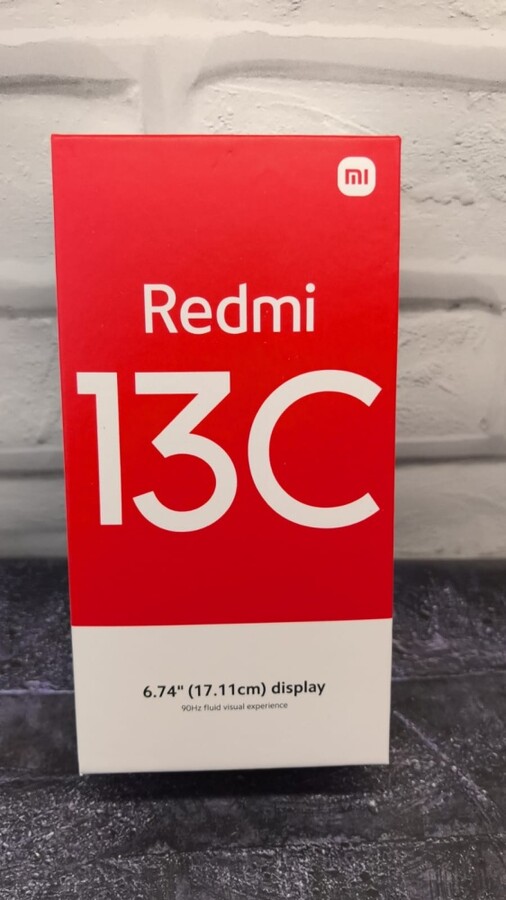 mi
Redmi
13C
6.74" (17.11cm) display
90Hz fluid visual experience